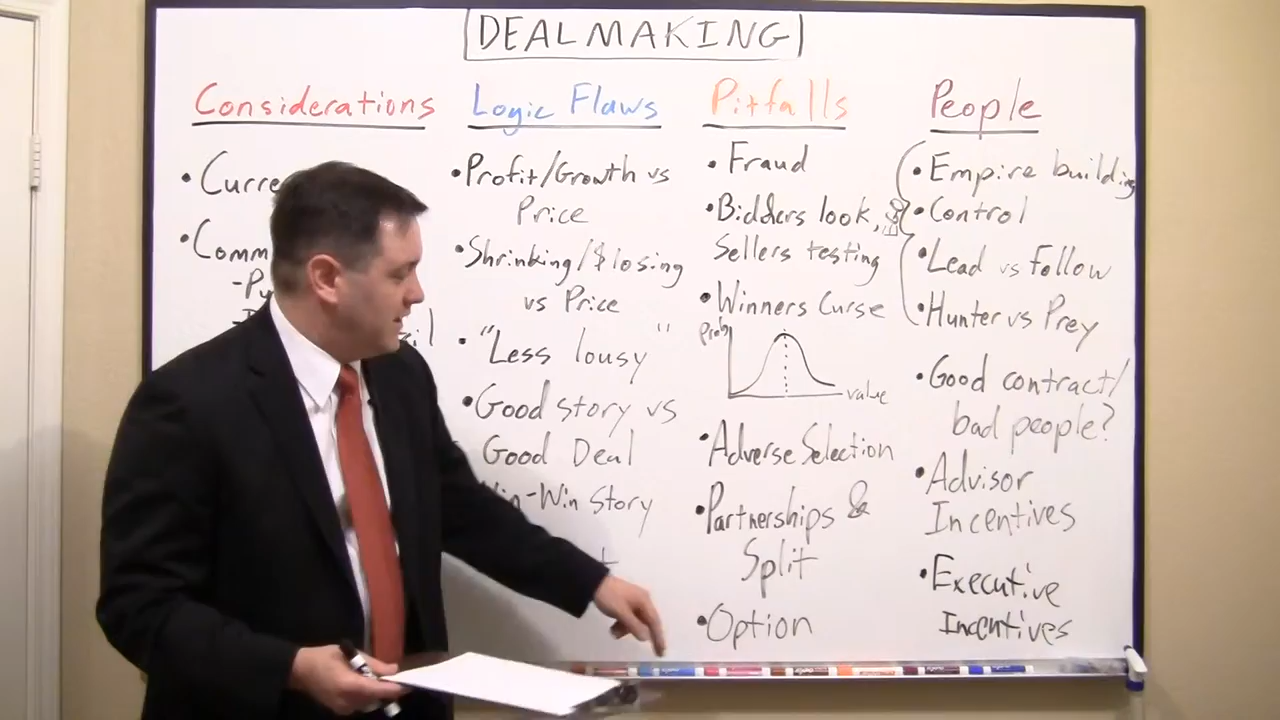 DEALMAKING
Considerations
• Curre
• Comm
Logic Flaws
• Profit/Growth vs
Price
• Shrinking/$ losing
vs Price
• "Less lousy"
• Good story vs
Good Deal
Win-Win Story
Pitfalls
• Fraud
• Bidders look,
Sellers testing
• Winners Curse
Prob
value
• Adverse Selection
• Partnerships &
Split
• Option
People
• Empire building
• Control
• Lead vs Follow
• Hunter vs Prey
• Good contract/
bad people?
• Advisor
Incentives
• Executive
Incentives